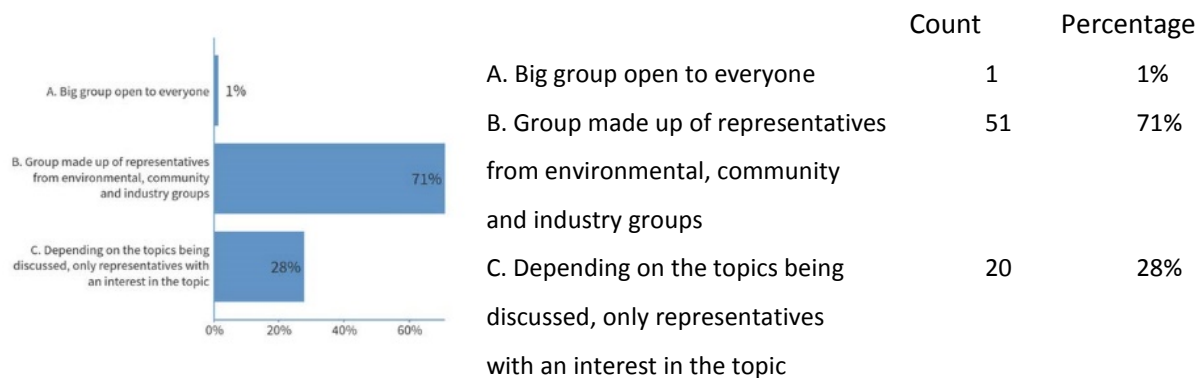 A. Big group open to everyone
1%
B. Group made up of representatives
from environmental, community
and industry groups
71%
C. Depending on the topics being
discussed, only representatives with
an interest in the topic
28%
0% 20% 40% 60%
Count Percentage
A. Big group open to everyone 1 1%
B. Group made up of representatives 51 71%
from environmental, community
and industry groups
C. Depending on the topics being 20 28%
discussed, only representatives
with an interest in the topic